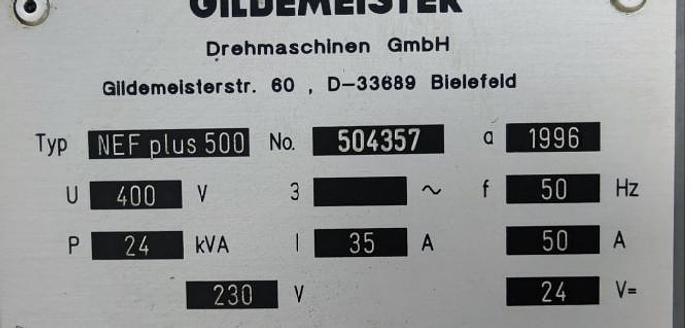 GILDEMEISTER
Drehmaschinen GmbH
Gildemeisterstr. 60 , D-33689 Bielefeld
Typ NEF plus 500 No. 504357 a 1996
U 400 V 3 ~ f 50 Hz
P 24 kVA I 35 A 50 A
230 V 24 V=